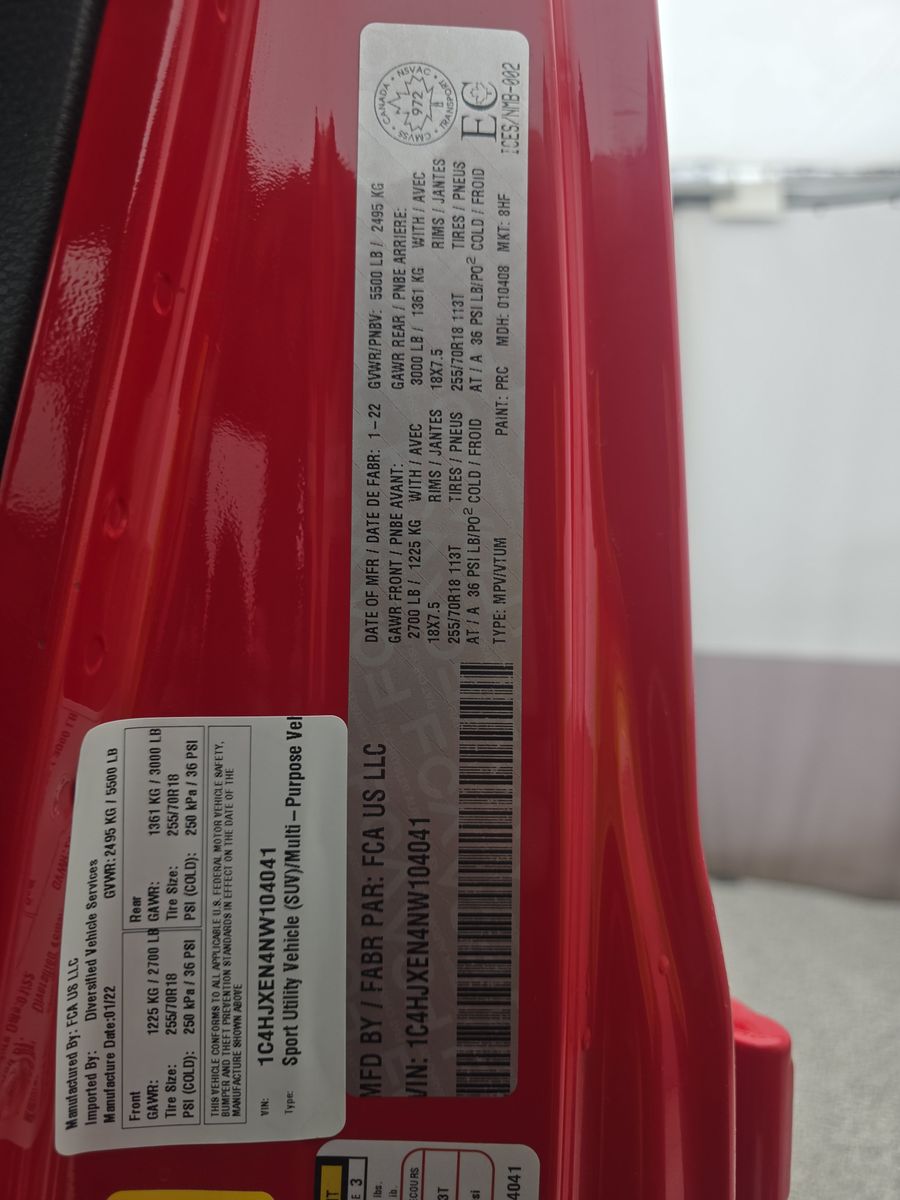 Manufactured By: FCA US LLC
Imported By: Diversified Vehicle Services
Manufacture Date: 01/22 GVWR: 2495 KG / 5500 LB
Front Rear
GAWR: 1225 KG / 2700 LB GAWR: 1361 KG / 3000 LB
Tire Size: 255/70R18 Tire Size: 255/70R18
PSI (COLD): 250 kPa / 36 PSI PSI (COLD): 250 kPa / 36 PSI
THIS VEHICLE CONFORMS TO ALL APPLICABLE U.S. FEDERAL MOTOR VEHICLE SAFETY,
BUMPER AND THEFT PREVENTION STANDARDS IN EFFECT ON THE DATE OF THE
MANUFACTURE SHOWN ABOVE
VIN: 1C4HJXEN4NW104041
Type: Sport Utility Vehicle (SUV)/Multi-Purpose Veh
MFD BY / FABR PAR: FCA US LLC
VIN: 1C4HJXEN4NW104041
DATE OF MFR / DATE DE FABR: 1-22 GVWR/PNBV: 5500 LB / 2495 KG
GAWR FRONT / PNBE AVANT: GAWR REAR / PNBE ARRIERE:
2700 LB / 1225 KG WITH / AVEC 3000 LB / 1361 KG WITH / AVEC
18X7.5 RIMS / JANTES 18X7.5 RIMS / JANTES
255/70R18 113T TIRES / PNEUS 255/70R18 113T TIRES / PNEUS
AT / A 36 PSI LB/PO² COLD / FROID AT / A 36 PSI LB/PO² COLD / FROID
TYPE: MPV/VTUM PAINT: PRC MDH: 010408 MKT: 8HF
CANADA • NSVAC • TRANSPORT • CMVSS
972
EC
ICES/NMB-002
E 3
lbs.
lb.
ECOURS
3T
si
4041